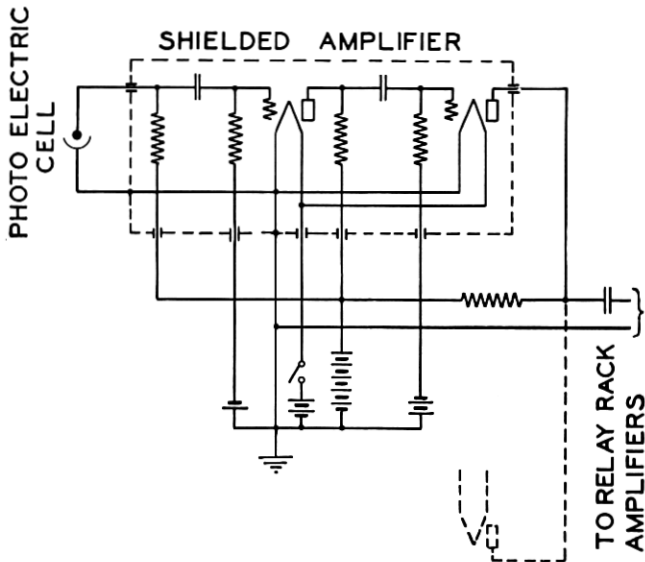 PHOTO ELECTRIC
CELL
SHIELDED AMPLIFIER
TO RELAY RACK
AMPLIFIERS